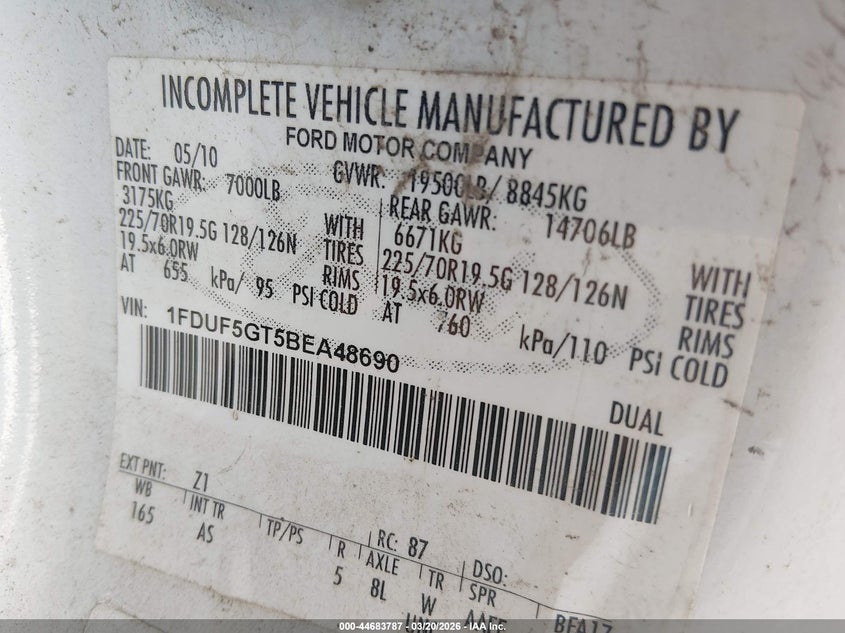 INCOMPLETE VEHICLE MANUFACTURED BY
FORD MOTOR COMPANY
DATE: 05/10 GVWR: 19500LB/ 8845KG
FRONT GAWR: 7000LB REAR GAWR: 14706LB
3175KG WITH 6671KG WITH
225/70R19.5G 128/126N TIRES 225/70R19.5G 128/126N TIRES
19.5x6.0RW RIMS 19.5x6.0RW RIMS
AT 655 kPa/ 95 PSI COLD AT 760 kPa/110 PSI COLD
VIN: 1FDUF5GT5BEA48690
DUAL
EXT PNT: Z1 RC: 87 DSO:
WB INT TR TP/PS R AXLE TR SPR
165 AS 5 8L W
BFA17
000-44683787 - 03/20/2026 - IAA Inc.